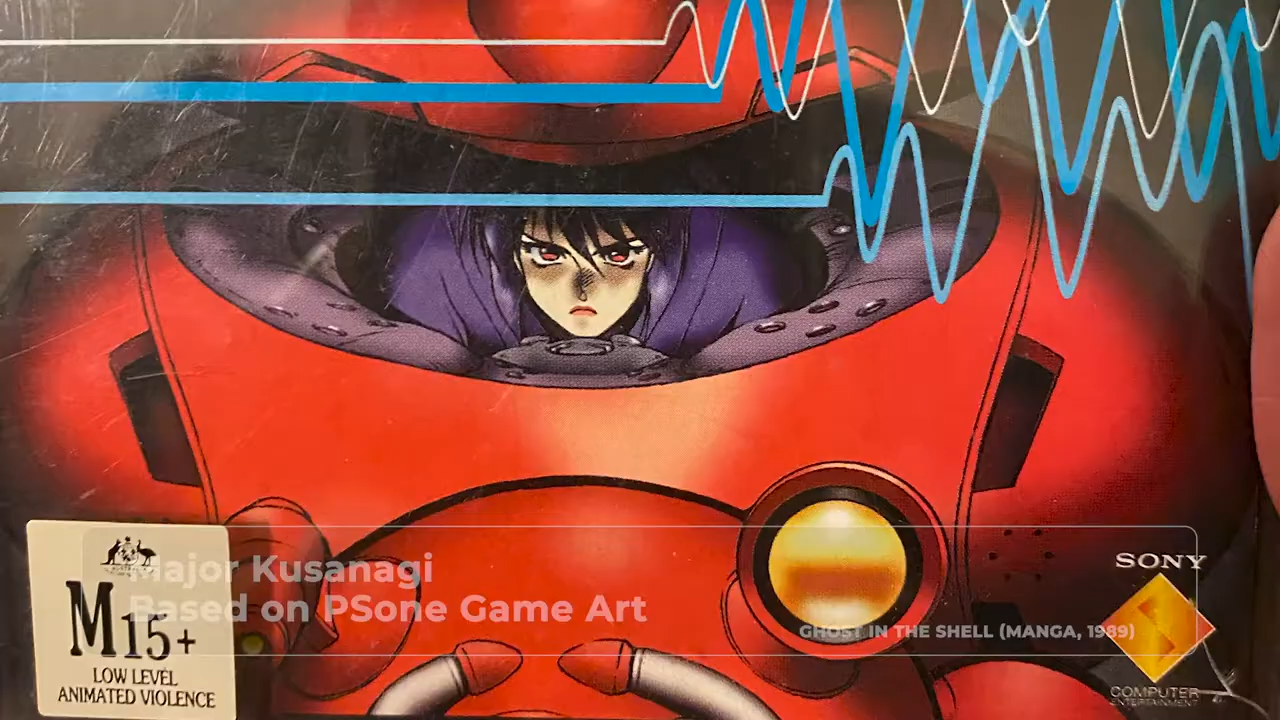 Major Kusanagi
Based on PSone Game Art
GHOST IN THE SHELL (MANGA, 1989)
M15+
LOW LEVEL
ANIMATED VIOLENCE
SONY
COMPUTER
ENTERTAINMENT